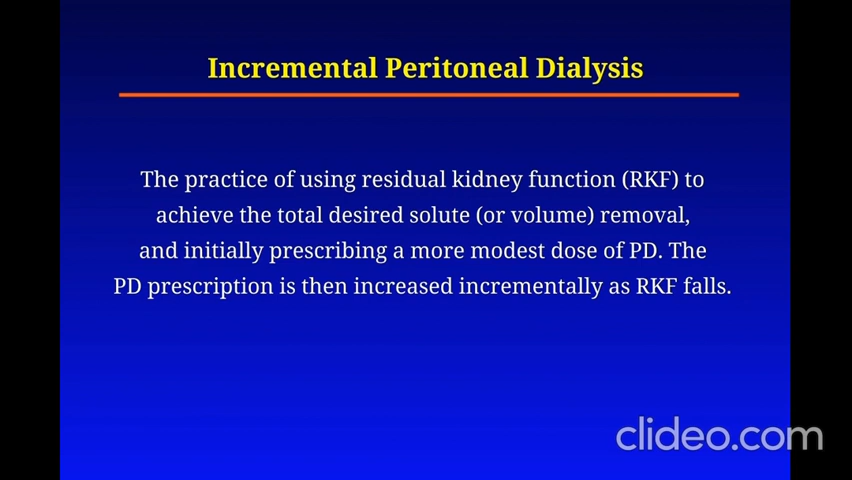 Incremental Peritoneal Dialysis
The practice of using residual kidney function (RKF) to
achieve the total desired solute (or volume) removal,
and initially prescribing a more modest dose of PD. The
PD prescription is then increased incrementally as RKF falls.
clideo.com